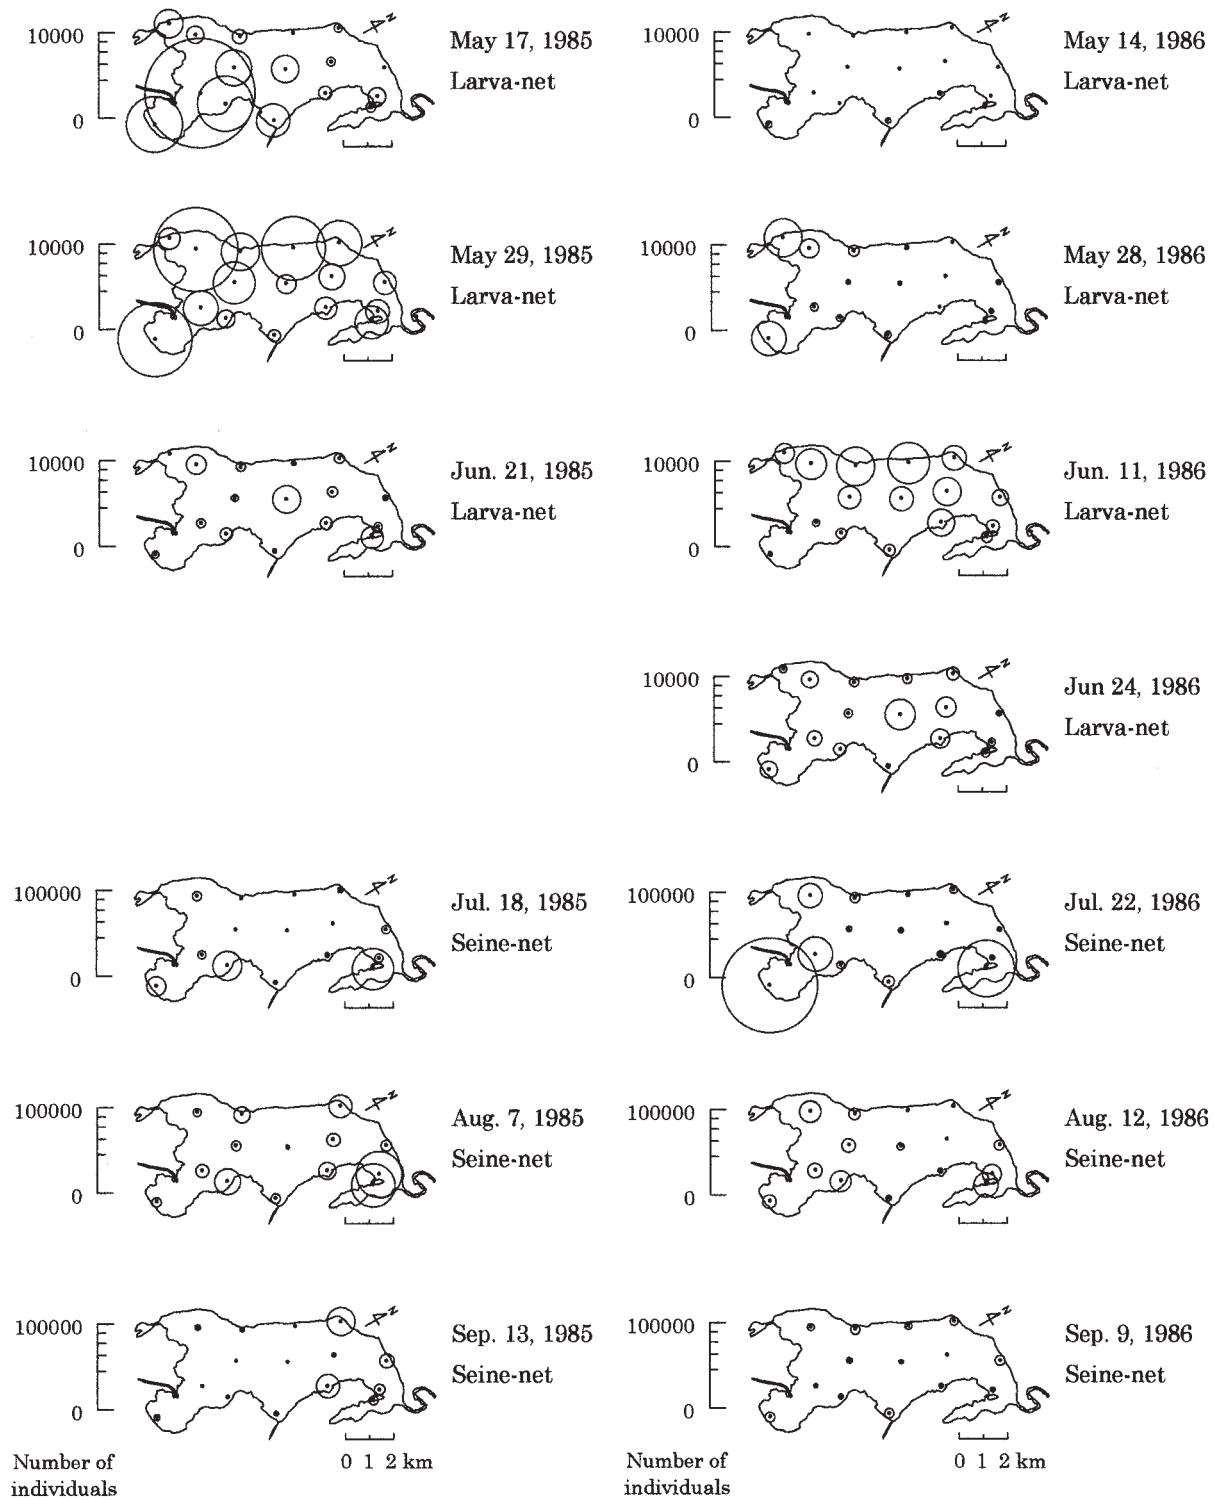 10000
0
N
May 17, 1985
Larva-net
10000
0
N
May 14, 1986
Larva-net
10000
0
N
May 29, 1985
Larva-net
10000
0
N
May 28, 1986
Larva-net
10000
0
N
Jun. 21, 1985
Larva-net
10000
0
N
Jun. 11, 1986
Larva-net
10000
0
N
Jun 24, 1986
Larva-net
100000
0
N
Jul. 18, 1985
Seine-net
100000
0
N
Jul. 22, 1986
Seine-net
100000
0
N
Aug. 7, 1985
Seine-net
100000
0
N
Aug. 12, 1986
Seine-net
100000
0
N
Sep. 13, 1985
Seine-net
100000
0
N
Sep. 9, 1986
Seine-net
Number of
individuals
0 1 2 km
Number of
individuals
0 1 2 km